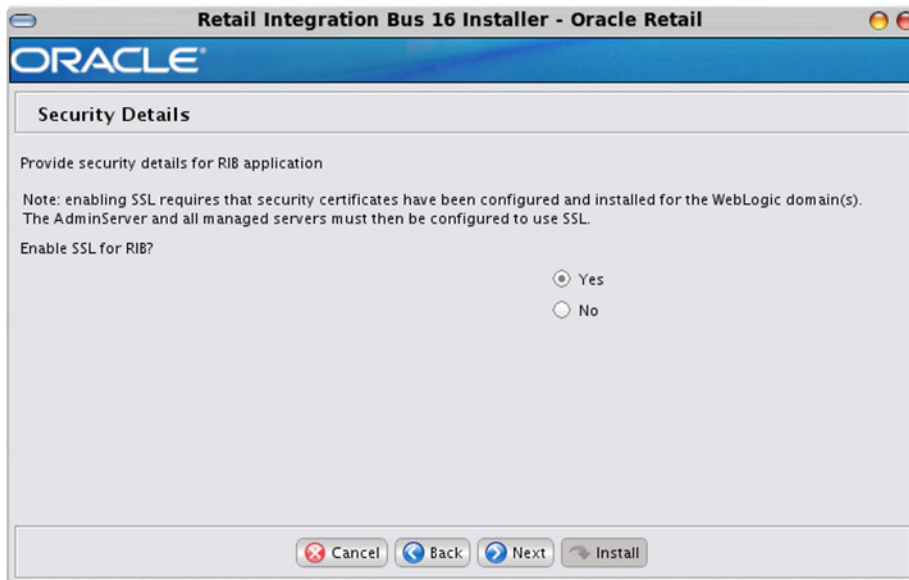 Retail Integration Bus 16 Installer - Oracle Retail
ORACLE®
Security Details
Provide security details for RIB application
Note: enabling SSL requires that security certificates have been configured and installed for the WebLogic domain(s).
The AdminServer and all managed servers must then be configured to use SSL.
Enable SSL for RIB?
Yes
No
Cancel Back Next Install